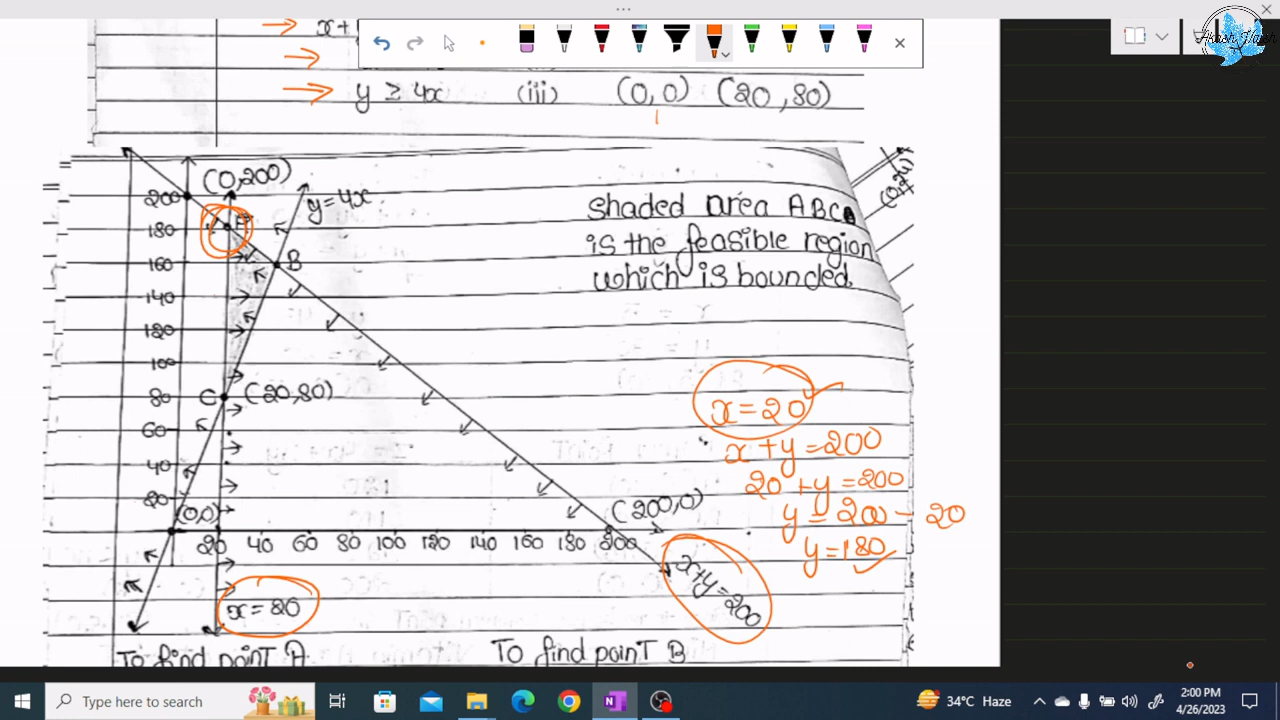 x+
y ≥ 4x (iii) (0,0) (20,80)
(0,200)
y=4x
200
180
160
140
120
100
80
60
40
20
B
C (20,80)
(0,0)
20 40 60 80 100 120 140 160 180 200
(200,0)
x=20
x+y=200
Shaded area ABC
is the feasible region
which is bounded.
(0,24)
x=20
x+y=200
20+y=200
y=200-20
y=180
To find point A
To find point B
Type here to search
34°C Haze
2:00 PM
4/26/2023